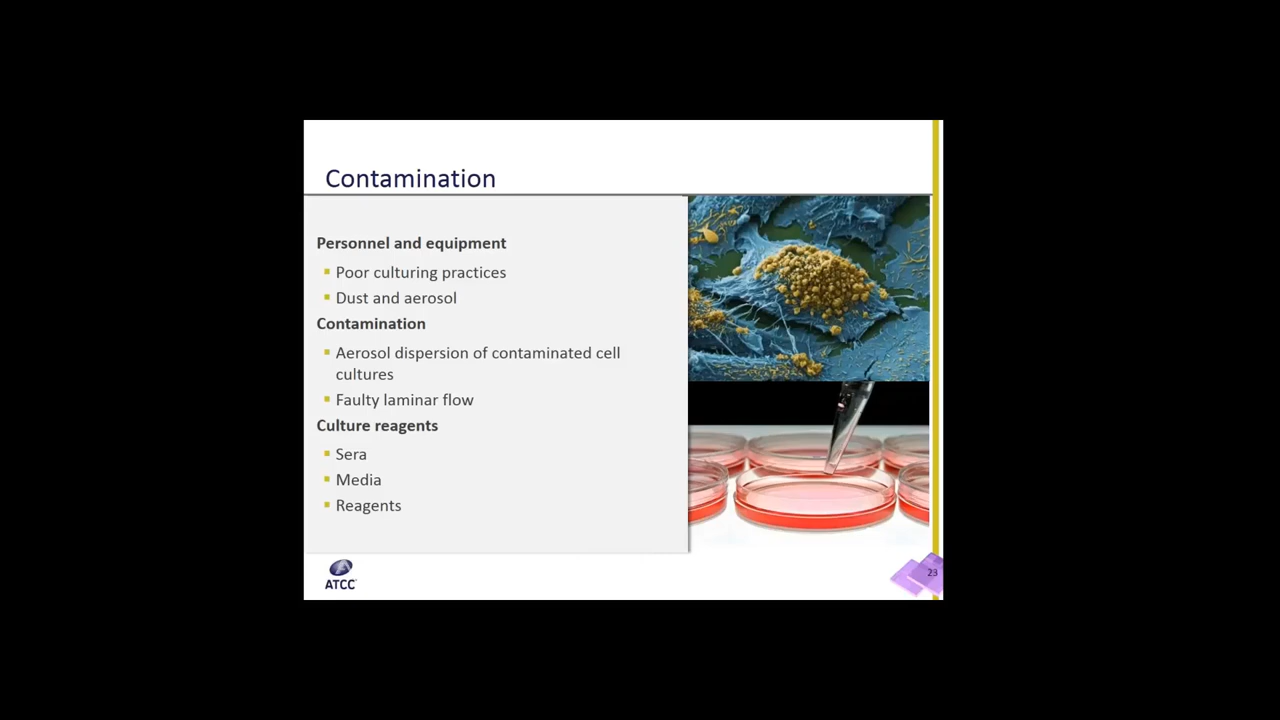 Contamination
Personnel and equipment
Poor culturing practices
Dust and aerosol
Contamination
Aerosol dispersion of contaminated cell
cultures
Faulty laminar flow
Culture reagents
Sera
Media
Reagents
ATCC
23